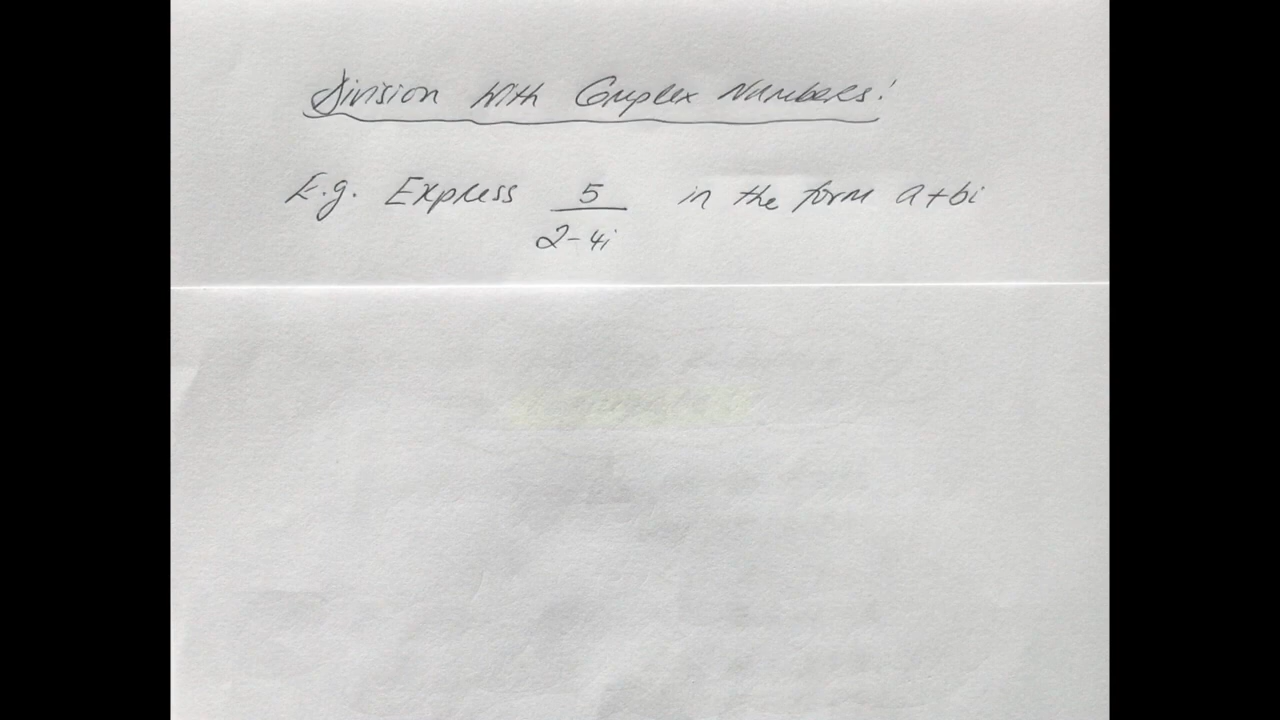 Division With Complex Numbers!
E.g. Express 5/2-4i in the form a+bi